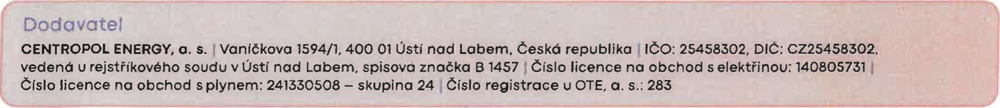 Dodavatel
CENTROPOL ENERGY, a. s. | Vaníčkova 1594/1, 400 01 Ústí nad Labem, Česká republika | IČO: 25458302, DIČ: CZ25458302,
vedená u rejstříkového soudu v Ústí nad Labem, spisová značka B 1457 | Číslo licence na obchod s elektřinou: 140805731 |
Číslo licence na obchod s plynem: 241330508 – skupina 24 | Číslo registrace u OTE, a. s.: 283